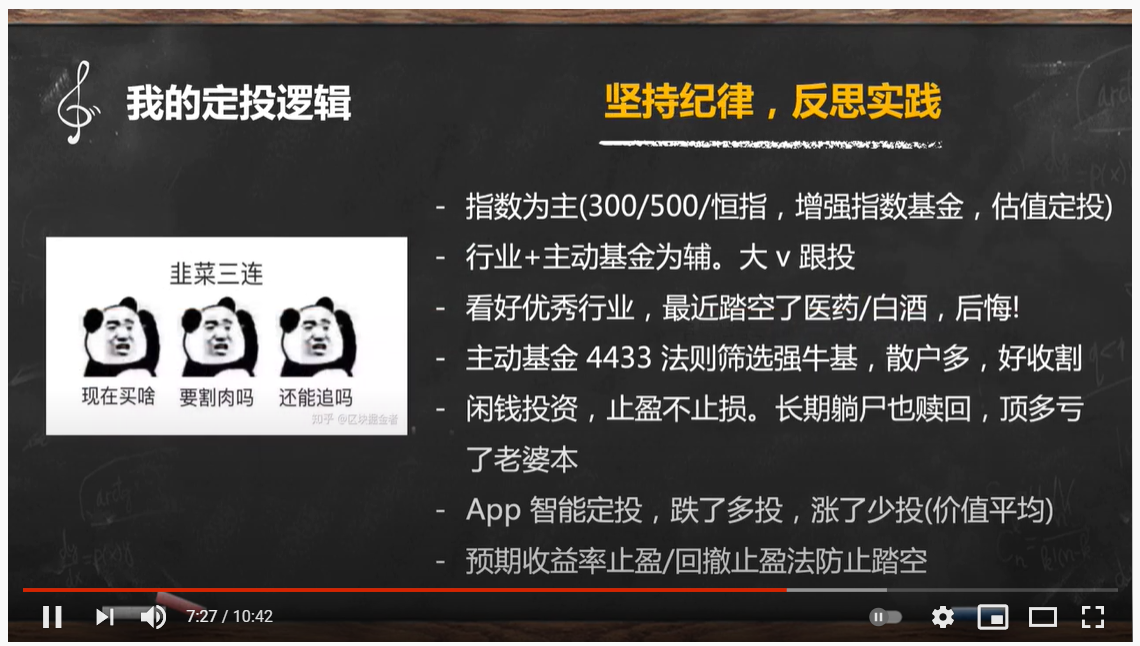 我的定投逻辑
坚持纪律，反思实践
- 指数为主(300/500/恒指，增强指数基金，估值定投)
- 行业+主动基金为辅。大 v 跟投
- 看好优秀行业，最近踏空了医药/白酒，后悔!
- 主动基金 4433 法则筛选强牛基，散户多，好收割
- 闲钱投资，止盈不止损。长期躺尸也赎回，顶多亏
了老婆本
- App 智能定投，跌了多投，涨了少投(价值平均)
- 预期收益率止盈/回撤止盈法防止踏空
韭菜三连
现在买啥 要割肉吗 还能追吗
知乎 @区块掘金者
7:27 / 10:42